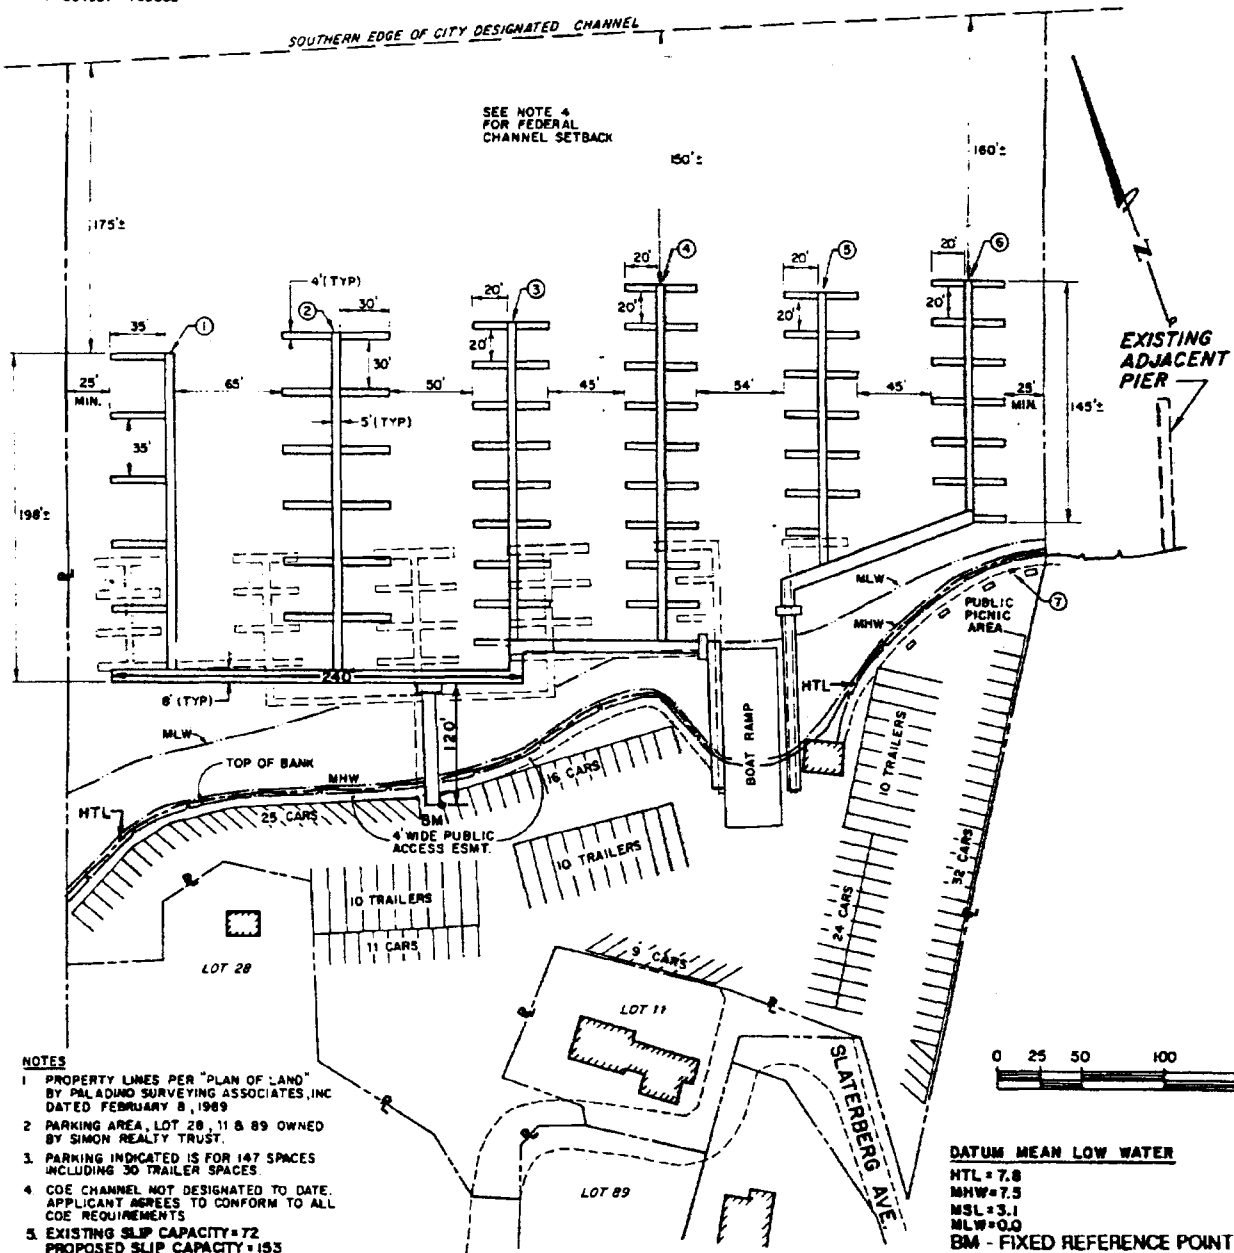 SOUTHERN EDGE OF CITY DESIGNATED CHANNEL
SEE NOTE 4
FOR FEDERAL
CHANNEL SETBACK
150'±
160'±
175'±
N
4'(TYP)
30'
20'
20'
20'
20'
1
2
3
4
5
6
35'
20'
20'
20'
20'
30'
EXISTING
ADJACENT
PIER
25'
MIN.
65'
50'
45'
54'
45'
25'
MIN.
145'±
5'(TYP)
35'
198'±
MLW
MHW
PUBLIC
PICNIC
AREA
7
HTL
240
8'(TYP)
120'
MLW
TOP OF BANK
MHW
BOAT RAMP
16 CARS
10 TRAILERS
HTL
25 CARS
BM
4' WIDE PUBLIC
ACCESS ESMT.
10 TRAILERS
32 CARS
10 TRAILERS
24 CARS
11 CARS
9 CARS
LOT 28
LOT 11
SLATERBERG AVE.
LOT 89
0 25 50 100
NOTES
1 PROPERTY LINES PER "PLAN OF LAND"
BY PALADINO SURVEYING ASSOCIATES, INC
DATED FEBRUARY 8, 1989
2 PARKING AREA, LOT 28, 11 & 89 OWNED
BY SIMON REALTY TRUST.
3. PARKING INDICATED IS FOR 147 SPACES
INCLUDING 30 TRAILER SPACES.
4 COE CHANNEL NOT DESIGNATED TO DATE.
APPLICANT AGREES TO CONFORM TO ALL
COE REQUIREMENTS
5. EXISTING SLIP CAPACITY = 72
PROPOSED SLIP CAPACITY = 153
DATUM MEAN LOW WATER
HTL = 7.8
MHW = 7.5
MSL = 3.1
MLW = 0.0
BM - FIXED REFERENCE POINT